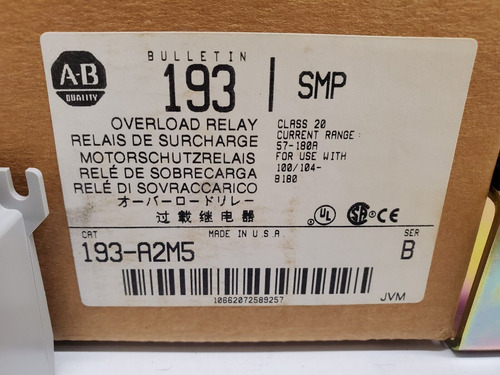 A-B
QUALITY
BULLETIN
193
SMP
OVERLOAD RELAY
RELAIS DE SURCHARGE
MOTORSCHUTZRELAIS
RELÉ DE SOBRECARGA
RELÉ DI SOVRACCARICO
オーバーロードリレー
过载继电器
CLASS 20
CURRENT RANGE:
57-180A
FOR USE WITH
100/104-
B180
UL
SA
CE
CAT
MADE IN U.S.A.
SER
193-A2M5
B
10662072589257
JVM